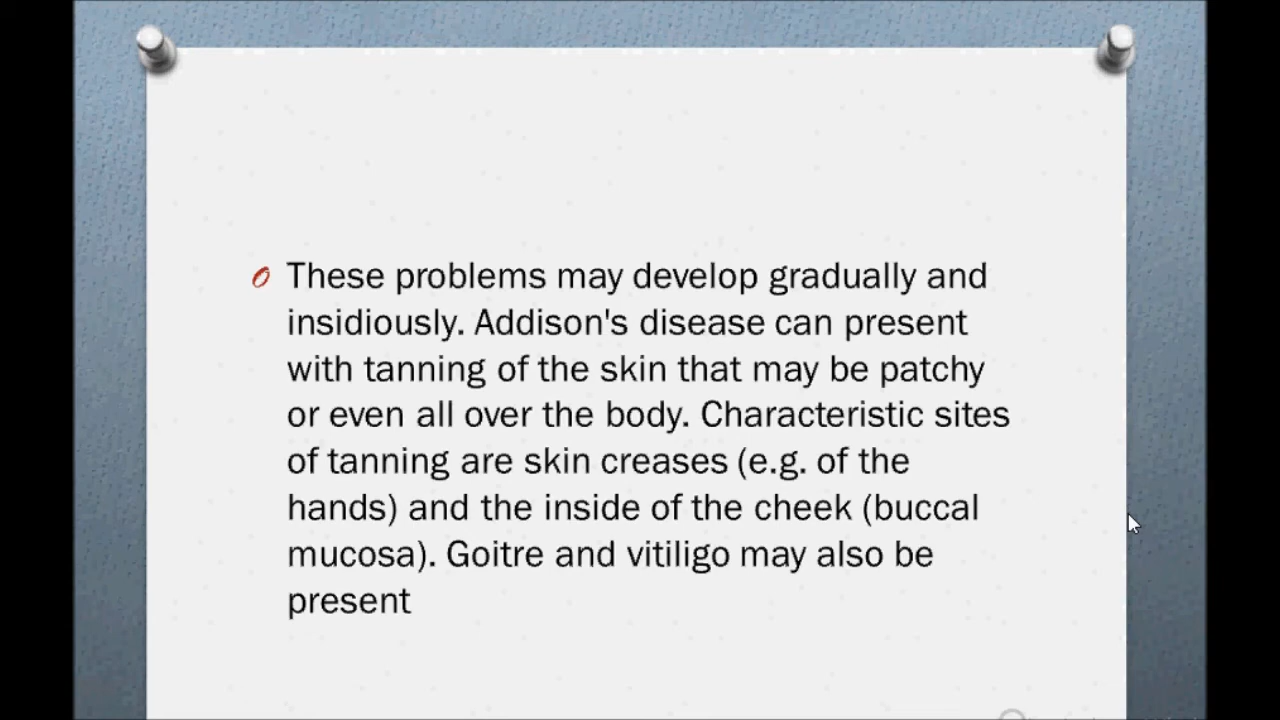 These problems may develop gradually and
insidiously. Addison's disease can present
with tanning of the skin that may be patchy
or even all over the body. Characteristic sites
of tanning are skin creases (e.g. of the
hands) and the inside of the cheek (buccal
mucosa). Goitre and vitiligo may also be
present